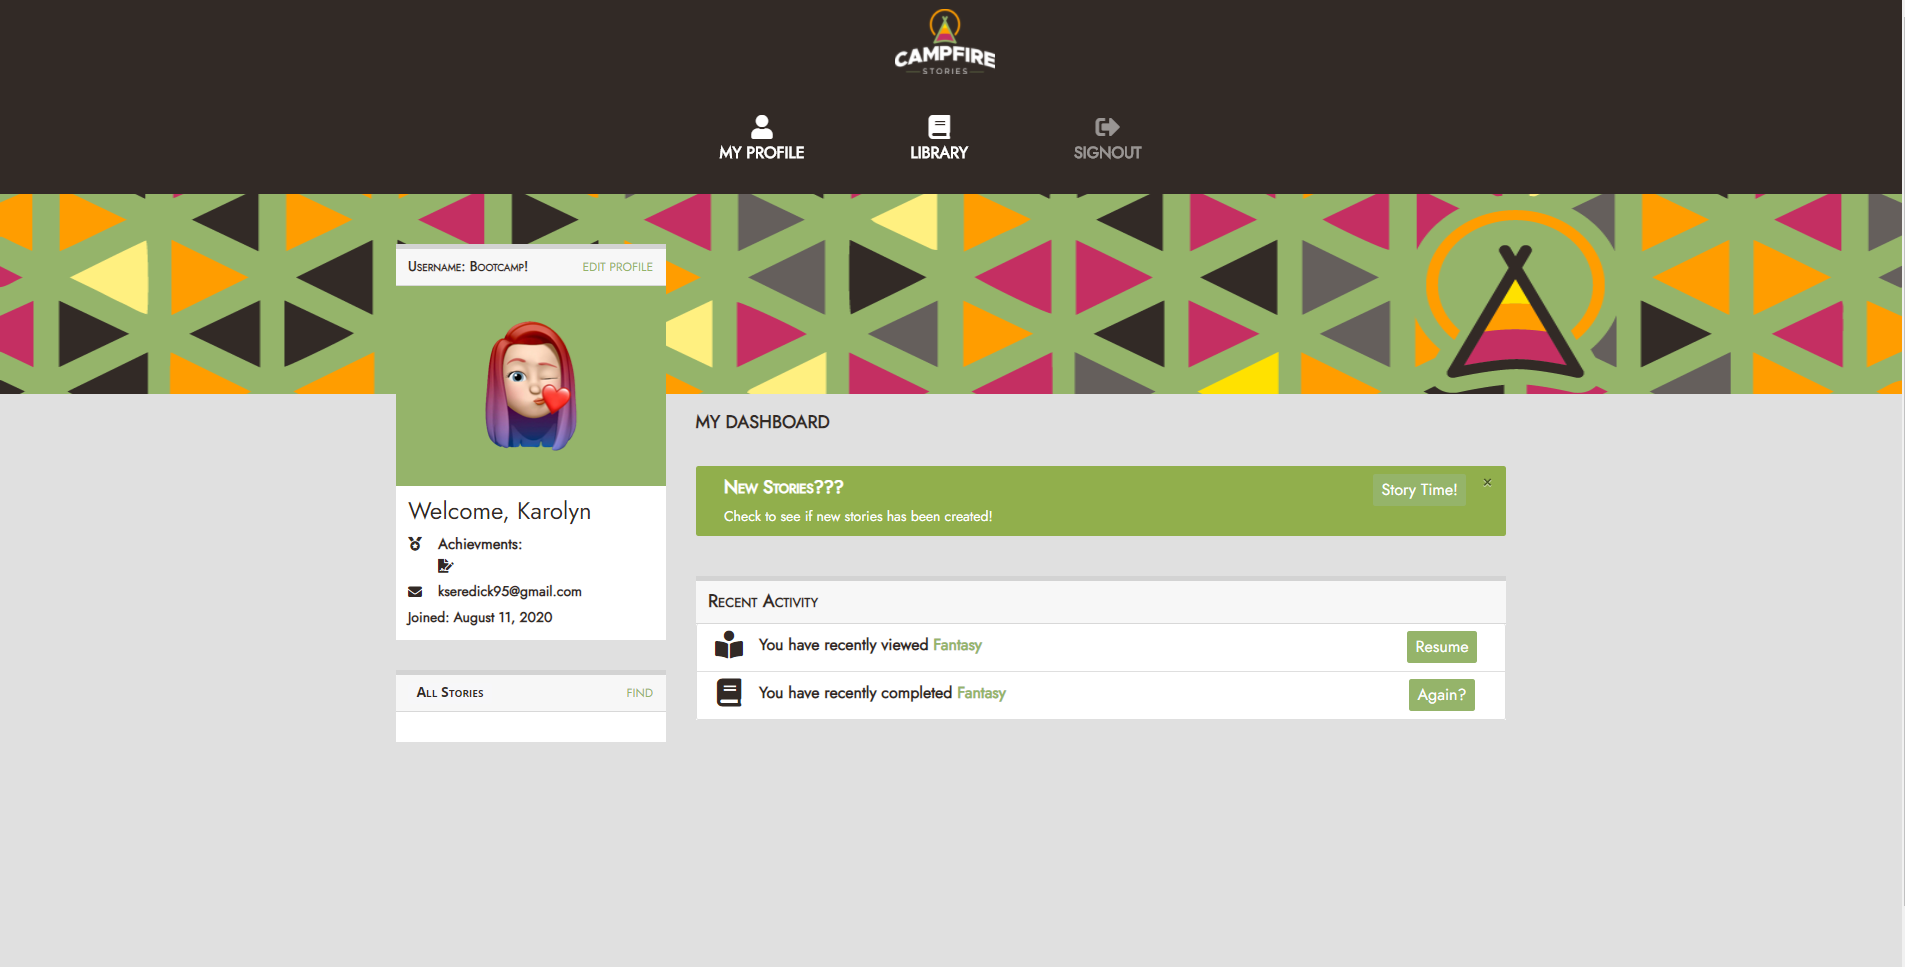 CAMPFIRE
STORIES
MY PROFILE
LIBRARY
SIGNOUT
Username: Bootcamp!
EDIT PROFILE
Welcome, Karolyn
Achievments:
kseredick95@gmail.com
Joined: August 11, 2020
All Stories
FIND
MY DASHBOARD
New Stories???
Story Time!
×
Check to see if new stories has been created!
Recent Activity
You have recently viewed Fantasy
Resume
You have recently completed Fantasy
Again?